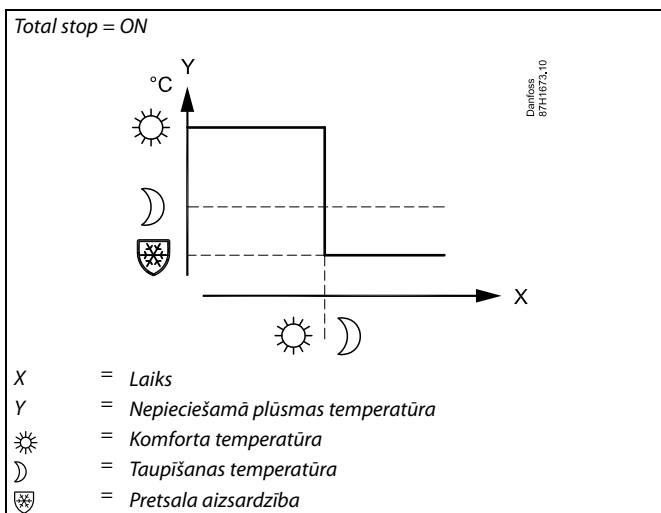 Total stop = ON
Y
°C
Danfoss
87H1673.10
X
X = Laiks
Y = Nepieciešamā plūsmas temperatūra
= Komforta temperatūra
= Taupīšanas temperatūra
= Pretsala aizsardzība